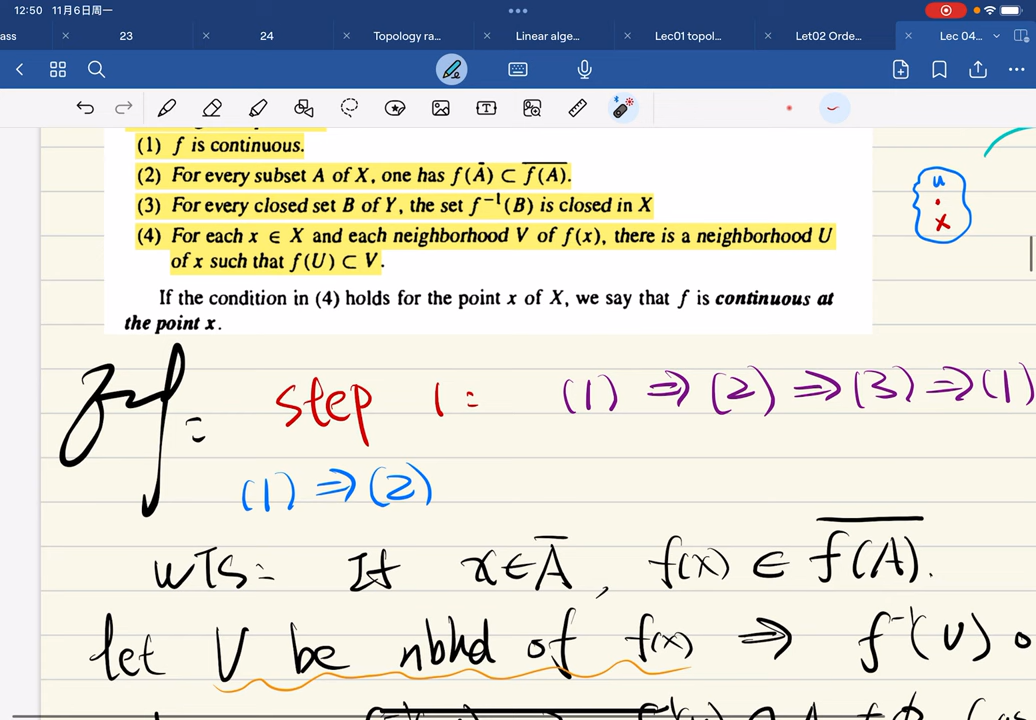 12:50 11月6日周一
ass 23 24 Topology ra... Linear alge... Lec01 topol... Let02 Orde... Lec 04...
(1) f is continuous.
(2) For every subset A of X, one has f(Ā) ⊂ \overline{f(A)}.
(3) For every closed set B of Y, the set f⁻¹(B) is closed in X
(4) For each x ∈ X and each neighborhood V of f(x), there is a neighborhood U
of x such that f(U) ⊂ V.
If the condition in (4) holds for the point x of X, we say that f is continuous at
the point x.
u
x
step 1: (1) ⇒ (2) ⇒ (3) ⇒ (1)
(1) ⇒ (2)
WTS: If x ∈ Ā, f(x) ∈ \overline{f(A)}.
let V be nbhd of f(x) ⇒ f⁻¹(V) o